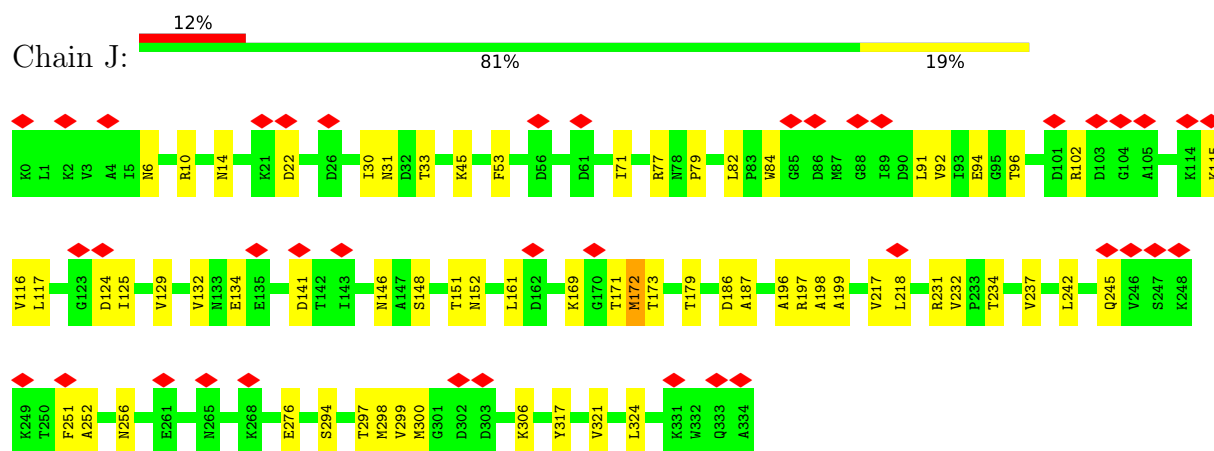 12%
Chain J:
81% 19%
K0 L1 K2 V3 A4 I5 N6 R10 N14 K21 D22 D26 I30 N31 D32 T33 K45 F53 D56 D61 I71 R77 N78 P79 L82 P83 W84 G85 D86 M87 G88 I89 D90 L91 V92 I93 E94 G95 T96 D101 R102 D103 G104 A105 K114 K115
V116 L117 G123 D124 I125 V129 V132 N133 E134 E135 D141 T142 I143 N146 A147 S148 T151 N152 L161 D162 K169 G170 T171 M172 T173 T179 D186 A187 A196 R197 A198 A199 V217 L218 R231 V232 P233 T234 V237 L242 Q245 V246 S247 K248
K249 T250 F251 A252 N256 E261 N265 K268 E276 S294 T297 M298 V299 M300 G301 D302 D303 K306 Y317 V321 L324 K331 W332 Q333 A334